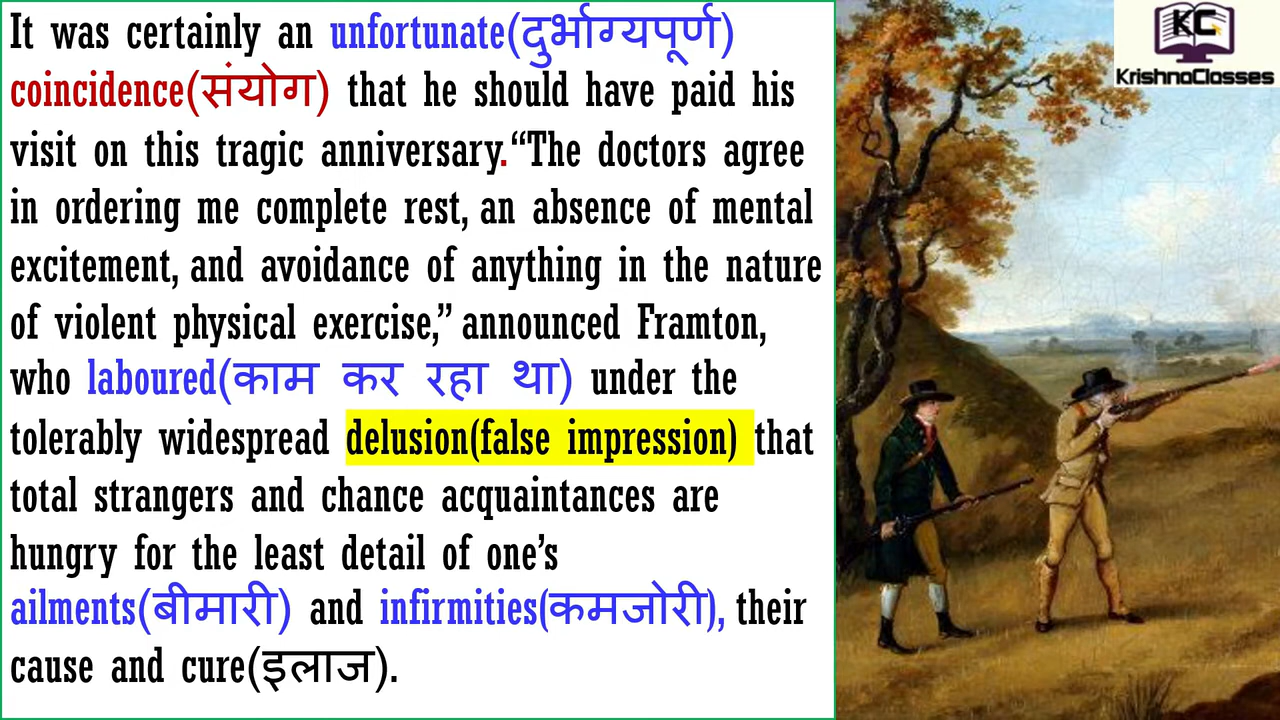 It was certainly an unfortunate(दुर्भाग्यपूर्ण)
coincidence(संयोग) that he should have paid his
visit on this tragic anniversary.“The doctors agree
in ordering me complete rest, an absence of mental
excitement, and avoidance of anything in the nature
of violent physical exercise,” announced Framton,
who laboured(काम कर रहा था) under the
tolerably widespread delusion(false impression) that
total strangers and chance acquaintances are
hungry for the least detail of one’s
ailments(बीमारी) and infirmities(कमजोरी), their
cause and cure(इलाज).
KC
KrishnaClasses